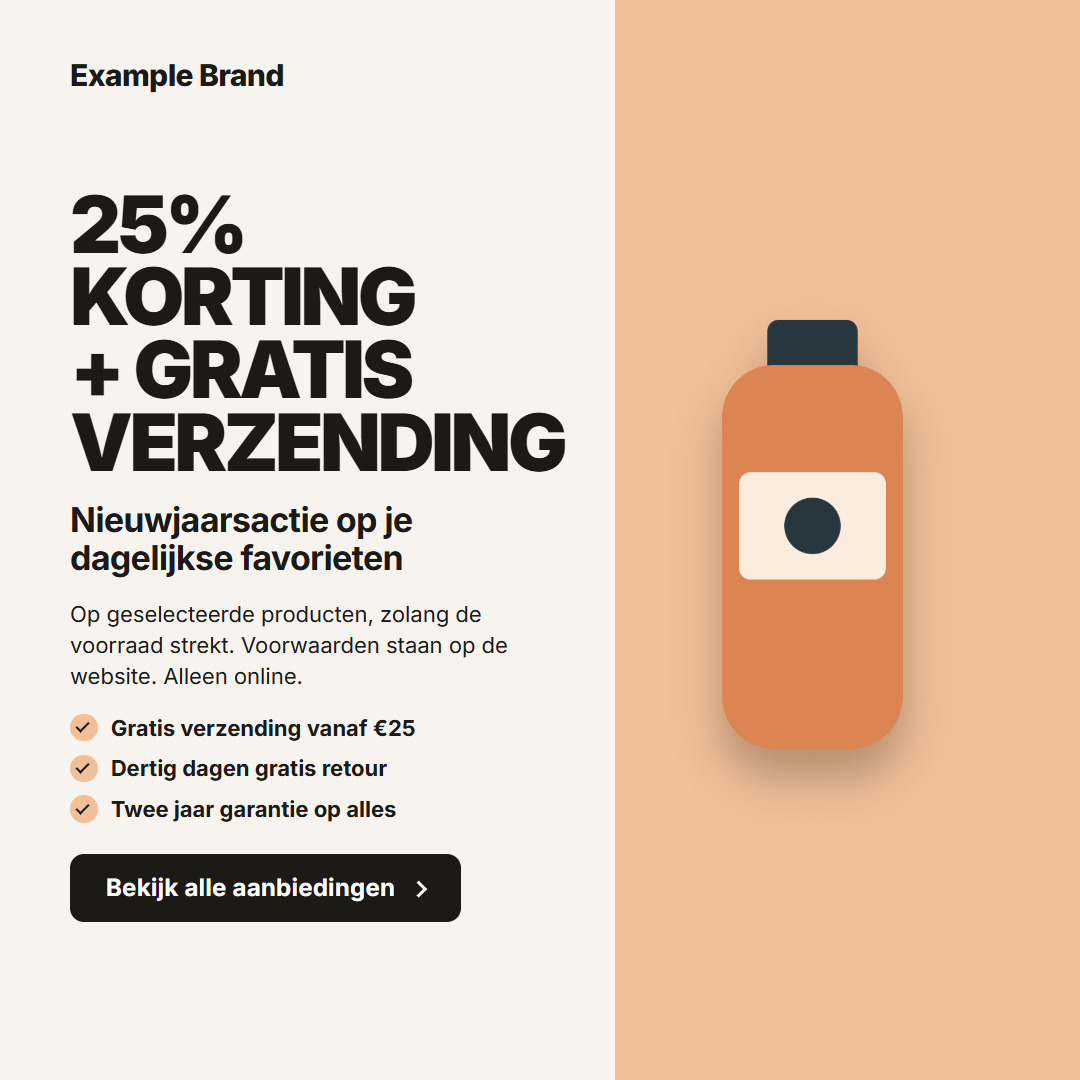 Example Brand
25%
KORTING
+ GRATIS
VERZENDING
Nieuwjaarsactie op je
dagelijkse favorieten
Op geselecteerde producten, zolang de
voorraad strekt. Voorwaarden staan op de
website. Alleen online.
Gratis verzending vanaf €25
Dertig dagen gratis retour
Twee jaar garantie op alles
Bekijk alle aanbiedingen